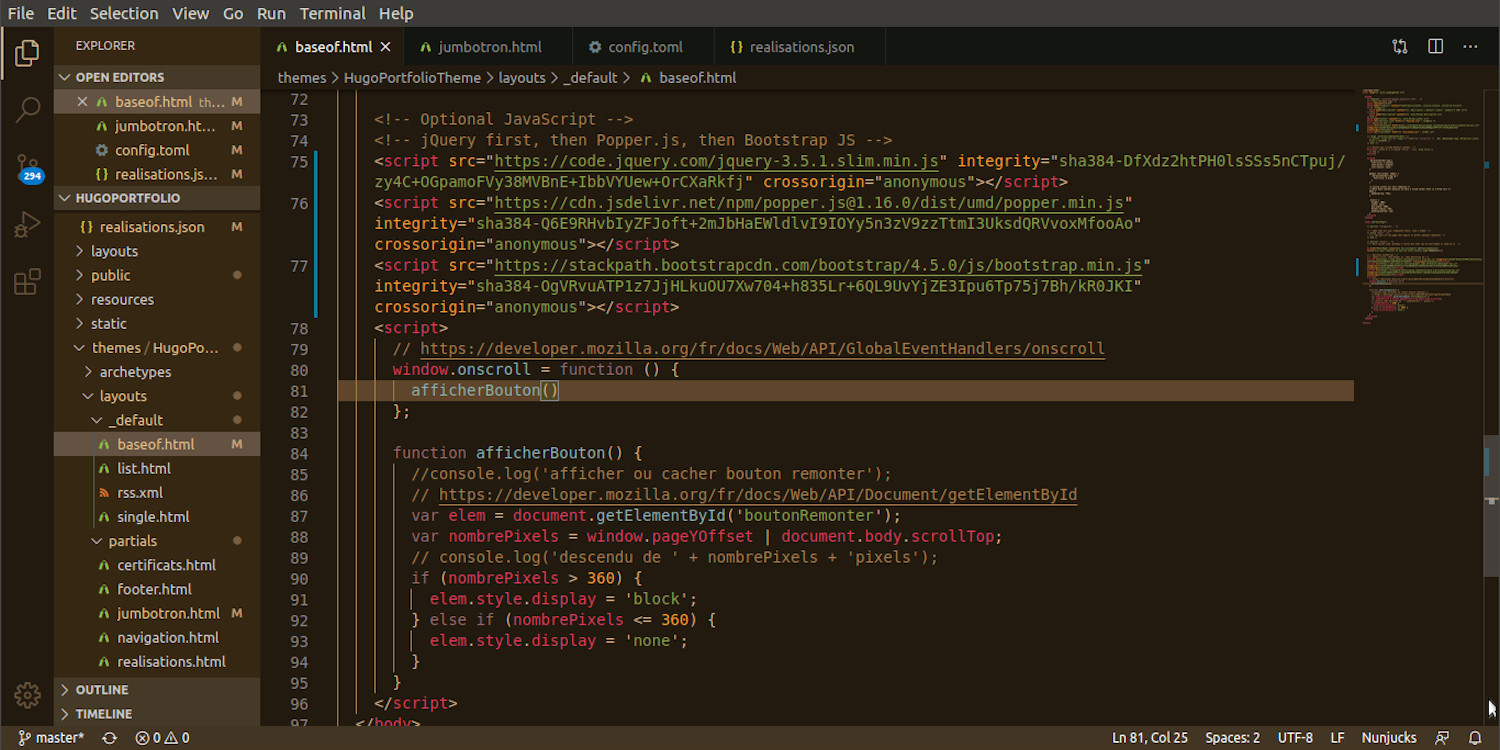 File Edit Selection View Go Run Terminal Help
EXPLORER
OPEN EDITORS
baseof.html th... M
jumbotron.ht... M
config.toml M
realisations.js... M
294
HUGOPORTFOLIO
{} realisations.json
layouts
public
resources
static
themes / HugoPo...
archetypes
layouts
_default
baseof.html M
list.html
rss.xml
single.html
partials
certificats.html
footer.html
jumbotron.html M
navigation.html
realisations.html
OUTLINE
TIMELINE
baseof.html jumbotron.html config.toml {} realisations.json
themes > HugoPortfolioTheme > layouts > _default > baseof.html
72
73 <!-- Optional JavaScript -->
74 <!-- jQuery first, then Popper.js, then Bootstrap JS -->
75 <script src="https://code.jquery.com/jquery-3.5.1.slim.min.js" integrity="sha384-DfXdz2htPH0lsSSs5nCTpuj/
zy4C+OGpamoFVy38MVBnE+IbbVYUew+OrCXaRkfj" crossorigin="anonymous"></script>
76 <script src="https://cdn.jsdelivr.net/npm/popper.js@1.16.0/dist/umd/popper.min.js"
integrity="sha384-Q6E9RHvbIyZFJoft+2mJbHaEWldlvI9IOYy5n3zV9zzTtmI3UksdQRVvoxMfooAo"
crossorigin="anonymous"></script>
77 <script src="https://stackpath.bootstrapcdn.com/bootstrap/4.5.0/js/bootstrap.min.js"
integrity="sha384-OgVRvuATP1z7JjHLkuOU7Xw704+h835Lr+6QL9UvYjZE3Ipu6Tp75j7Bh/kR0JKI"
crossorigin="anonymous"></script>
78 <script>
79 // https://developer.mozilla.org/fr/docs/Web/API/GlobalEventHandlers/onscroll
80 window.onscroll = function () {
81 afficherBouton()
82 };
83
84 function afficherBouton() {
85 //console.log('afficher ou cacher bouton remonter');
86 // https://developer.mozilla.org/fr/docs/Web/API/Document/getElementById
87 var elem = document.getElementById('boutonRemonter');
88 var nombrePixels = window.pageYOffset | document.body.scrollTop;
89 // console.log('descendu de ' + nombrePixels + 'pixels');
90 if (nombrePixels > 360) {
91 elem.style.display = 'block';
92 } else if (nombrePixels <= 360) {
93 elem.style.display = 'none';
94 }
95 }
96 </script>
97 </body>
master* 0 0 Ln 81, Col 25 Spaces: 2 UTF-8 LF Nunjucks